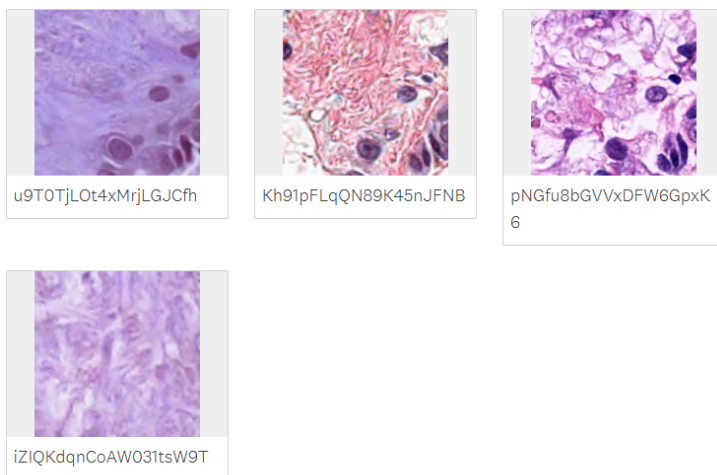 u9T0TjLOt4xMrjLGJCfh
Kh91pFLqQN89K45nJFNB
pNGfu8bGVVxDFW6GpxK
6
iZIQKdqnCoAW031tsW9T